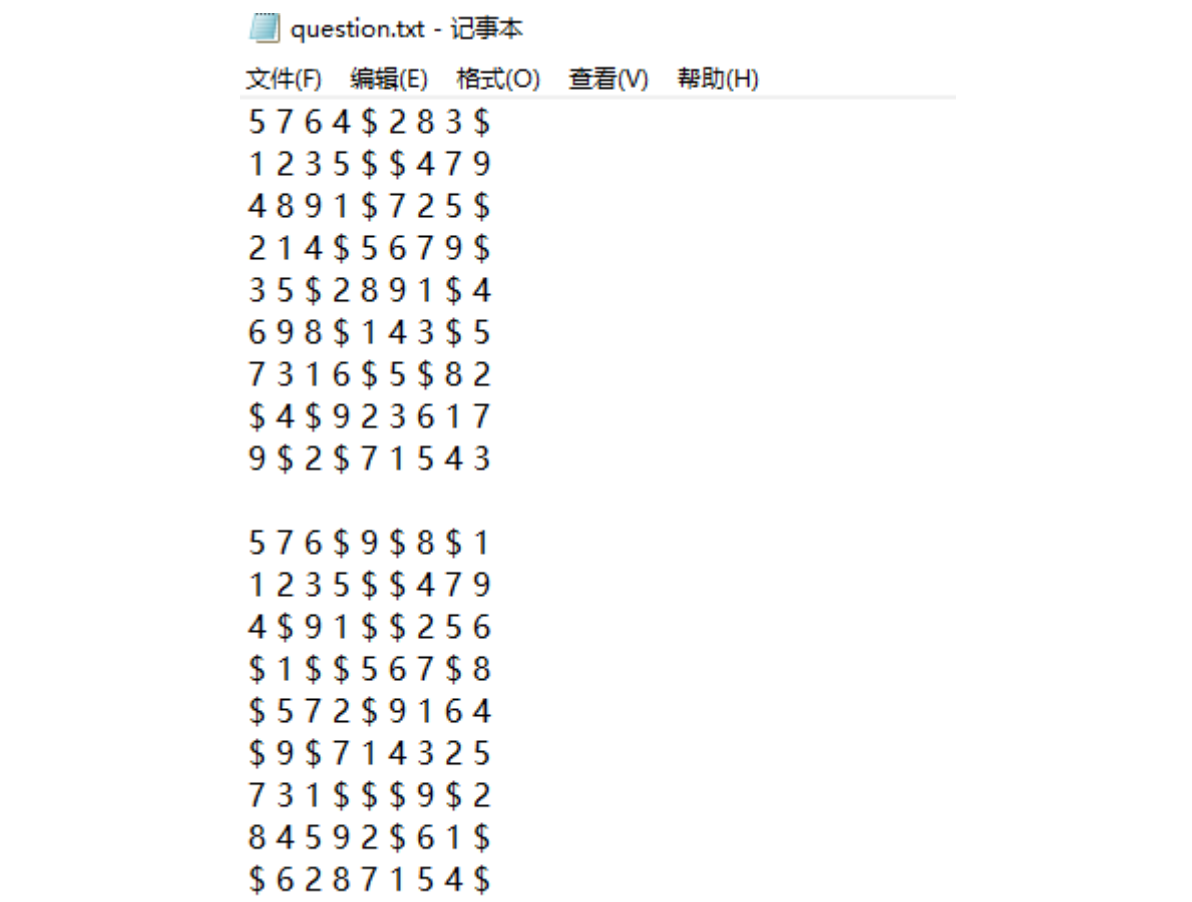 question.txt - 记事本
文件(F) 编辑(E) 格式(O) 查看(V) 帮助(H)
5 7 6 4 $ 2 8 3 $
1 2 3 5 $ $ 4 7 9
4 8 9 1 $ 7 2 5 $
2 1 4 $ 5 6 7 9 $
3 5 $ 2 8 9 1 $ 4
6 9 8 $ 1 4 3 $ 5
7 3 1 6 $ 5 $ 8 2
$ 4 $ 9 2 3 6 1 7
9 $ 2 $ 7 1 5 4 3
5 7 6 $ 9 $ 8 $ 1
1 2 3 5 $ $ 4 7 9
4 $ 9 1 $ $ 2 5 6
$ 1 $ $ 5 6 7 $ 8
$ 5 7 2 $ 9 1 6 4
$ 9 $ 7 1 4 3 2 5
7 3 1 $ $ $ 9 $ 2
8 4 5 9 2 $ 6 1 $
$ 6 2 8 7 1 5 4 $